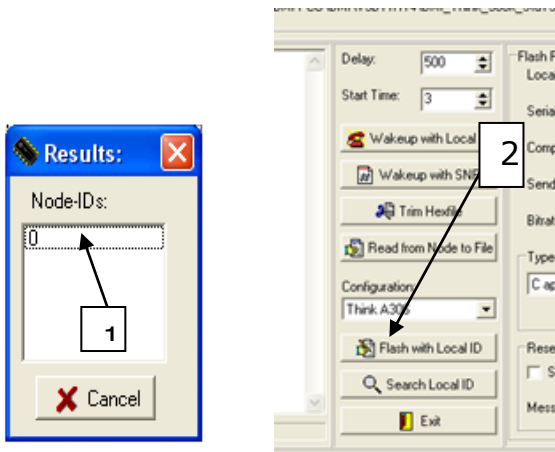 Results:
Node-IDs:
0
1
Cancel
Delay: 500
Start Time: 3
Wakeup with Local
2
Wakeup with
Trim Hexfile
Read from Node to File
Configuration:
Think A306
Flash with Local ID
Search Local ID
Exit
Flash F
Loca
Seria
Comp
Send
Bitrat
Type
C ap
Rese
S
Mess